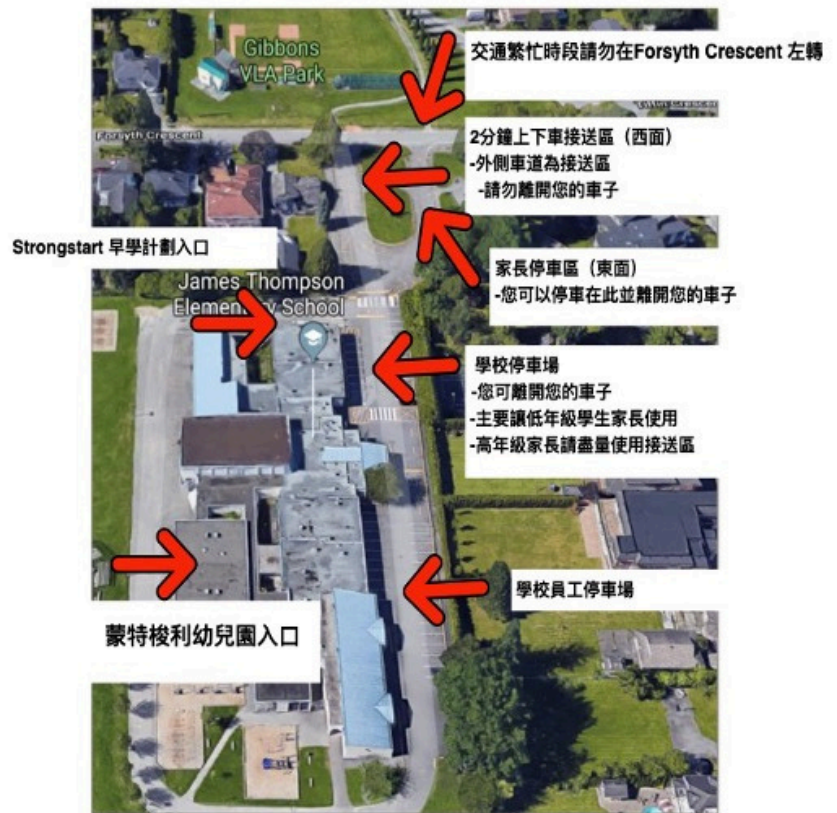 Gibbons
VLA Park
交通繁忙時段請勿在Forsyth Crescent 左轉
Forsyth Crescent
2分鐘上下車接送區（西面）
-外側車道為接送區
-請勿離開您的車子
Strongstart 早學計劃入口
家長停車區（東面）
-您可以停車在此並離開您的車子
James Thompson
Elementary School
學校停車場
-您可離開您的車子
-主要讓低年級學生家長使用
-高年級家長請盡量使用接送區
學校員工停車場
蒙特梭利幼兒園入口